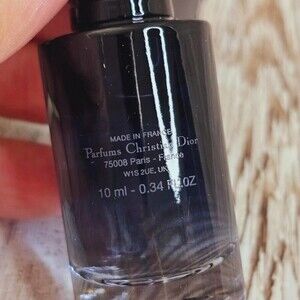 MADE IN FRANCE
Parfums Christian Dior
75008 Paris - France
W1S 2UE, UK
10 ml - 0.34 FL.OZ